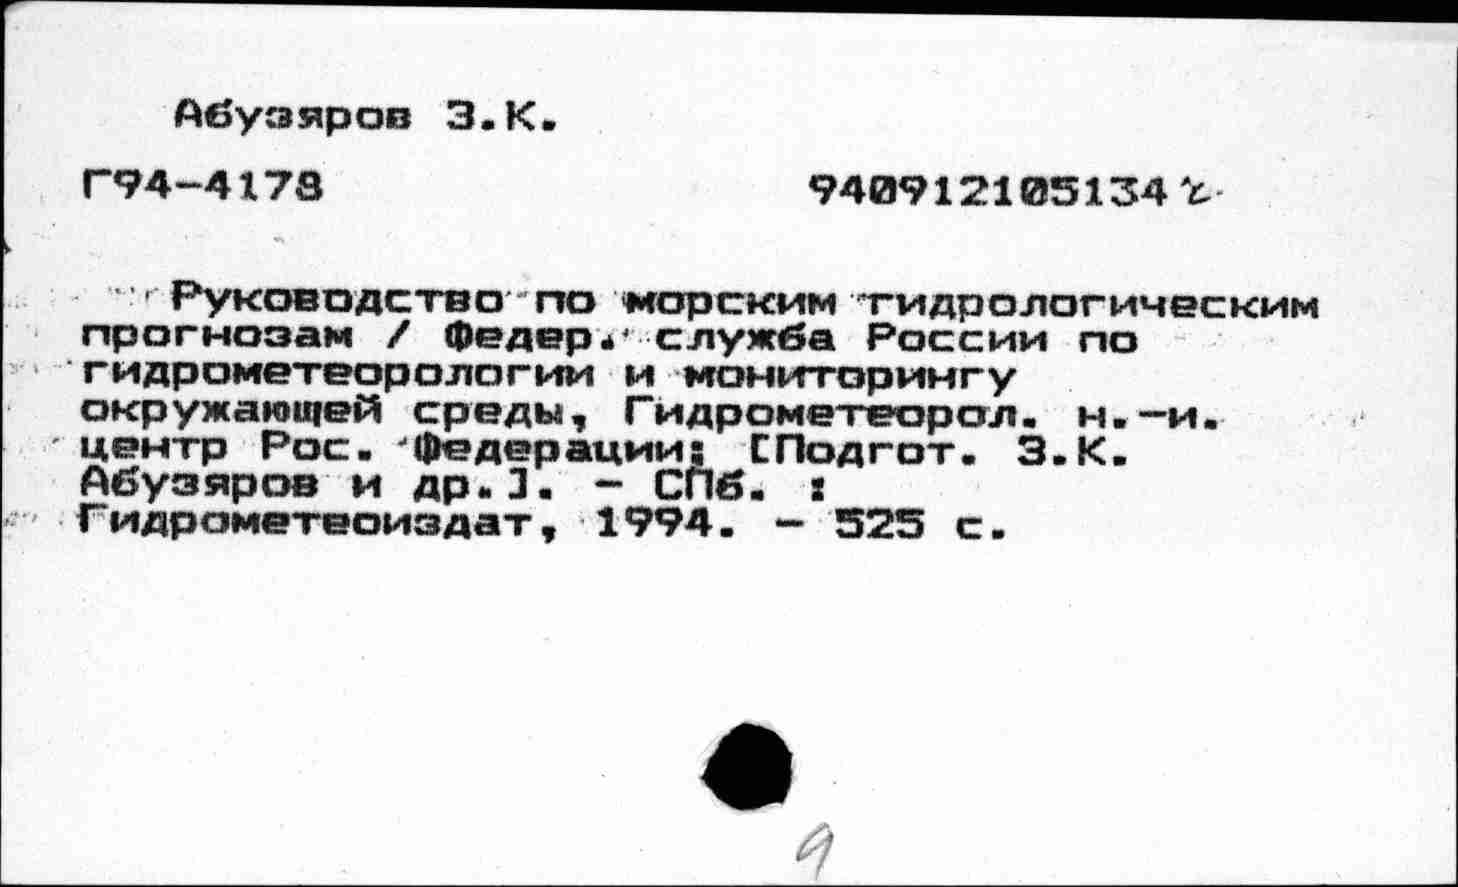 Абузяров З.К.
Г94-4178 940912105134
Руководство по морским гидрологическим
прогнозам / Федер. служба России по
гидрометеорологии и мониторингу
окружающей среды, Гидрометеорол. н.-и.
центр Рос. Федерации; [Подгот. З.К.
Абузяров и др.]. - СПб. :
Гидрометеоиздат, 1994. - 525 с.